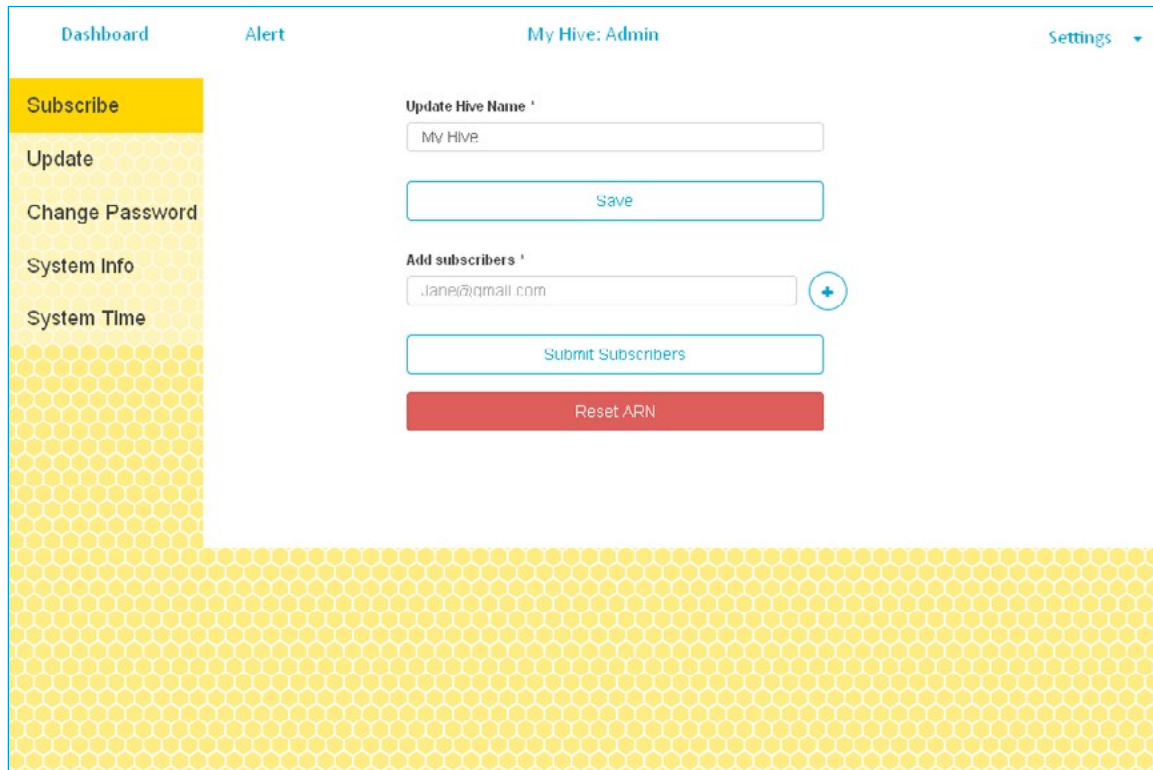 Dashboard Alert My Hive: Admin Settings
Subscribe
Update
Change Password
System Info
System Time
Update Hive Name *
My Hive
Save
Add subscribers *
Jane@gmail.com
+
Submit Subscribers
Reset ARN